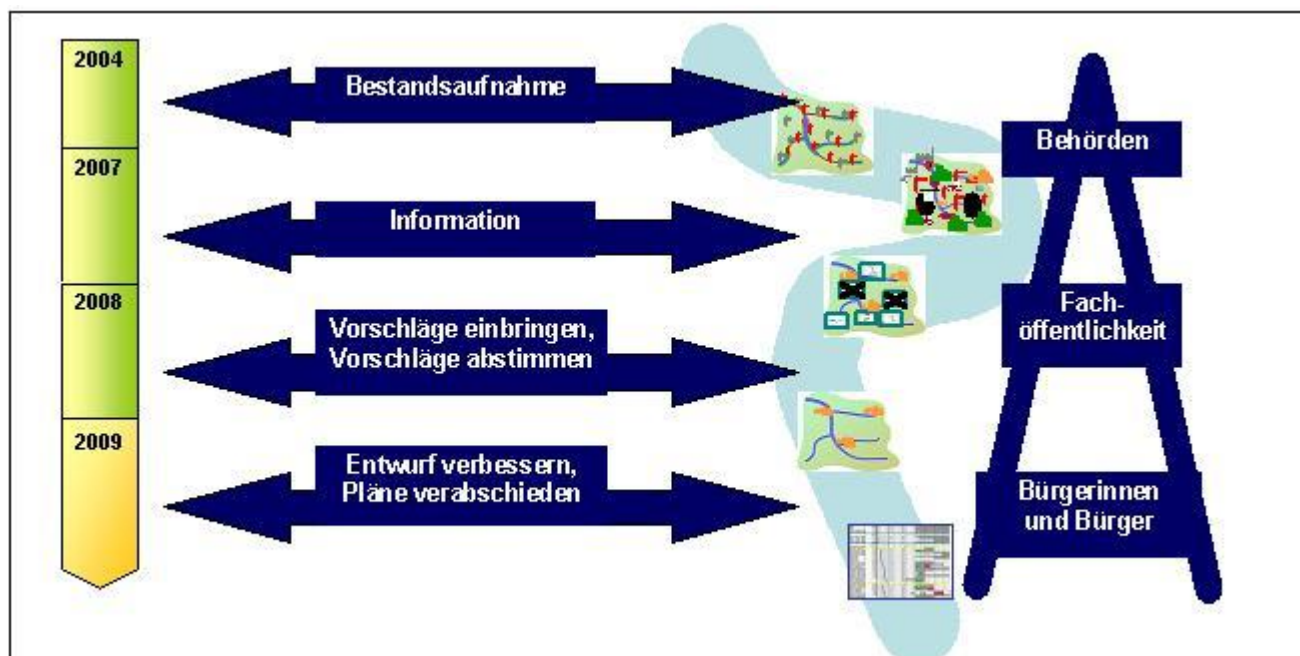 2004
Bestandsaufnahme
Behörden
2007
Information
2008
Vorschläge einbringen,
Vorschläge abstimmen
Fach-
öffentlichkeit
2009
Entwurf verbessern,
Pläne verabschieden
Bürgerinnen
und Bürger